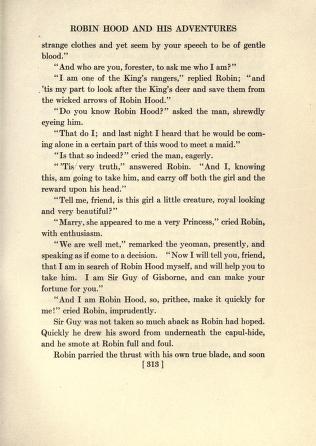 ROBIN HOOD AND HIS ADVENTURES
strange clothes and yet seem by your speech to be of gentle
blood."
"And who are you, forester, to ask me who I am?"
"I am one of the King's rangers," replied Robin; "and
'tis my part to look after the King's deer and save them from
the wicked arrows of Robin Hood."
"Do you know Robin Hood?" asked the man, shrewdly
eyeing him.
"That do I; and last night I heard that he would be com-
ing alone in a certain part of this wood to meet a maid."
"Is that so indeed?" cried the man, eagerly.
"'Tis very truth," answered Robin. "And I, knowing
this, am going to take him, and carry off both the girl and the
reward upon his head."
"Tell me, friend, is this girl a little creature, royal looking
and very beautiful?"
"Marry, she appeared to me a very Princess," cried Robin,
with enthusiasm.
"We are well met," remarked the yeoman, presently, and
speaking as if come to a decision. "Now I will tell you, friend,
that I am in search of Robin Hood myself, and will help you to
take him. I am Sir Guy of Gisborne, and can make your
fortune for you."
"And I am Robin Hood, so, prithee, make it quickly for
me!" cried Robin, imprudently.
Sir Guy was not taken so much aback as Robin had hoped.
Quickly he drew his sword from underneath the capul-hide,
and he smote at Robin full and foul.
Robin parried the thrust with his own true blade, and soon
[ 313 ]